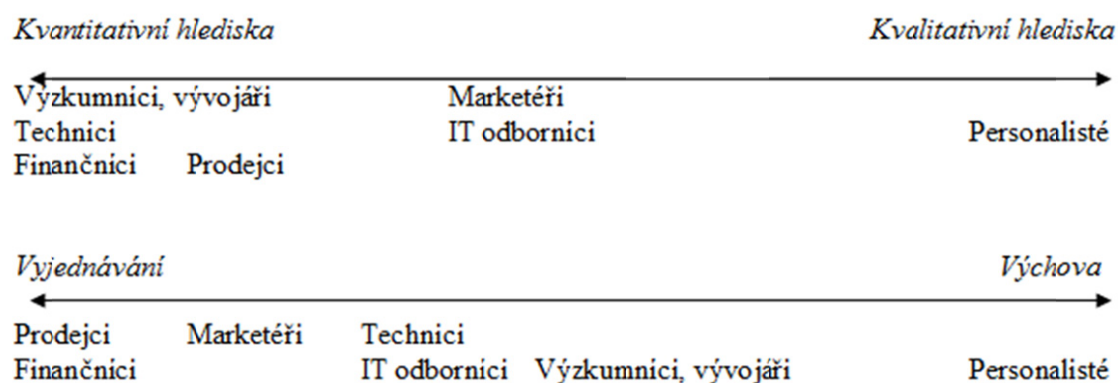 Kvantitativní hlediska Kvalitativní hlediska
Výzkumníci, vývojáři Marketéři
Technici IT odborníci Personalisté
Finančníci Prodejci
Vyjednávání Výchova
Prodejci Marketéři Technici
Finančníci IT odborníci Výzkumníci, vývojáři Personalisté